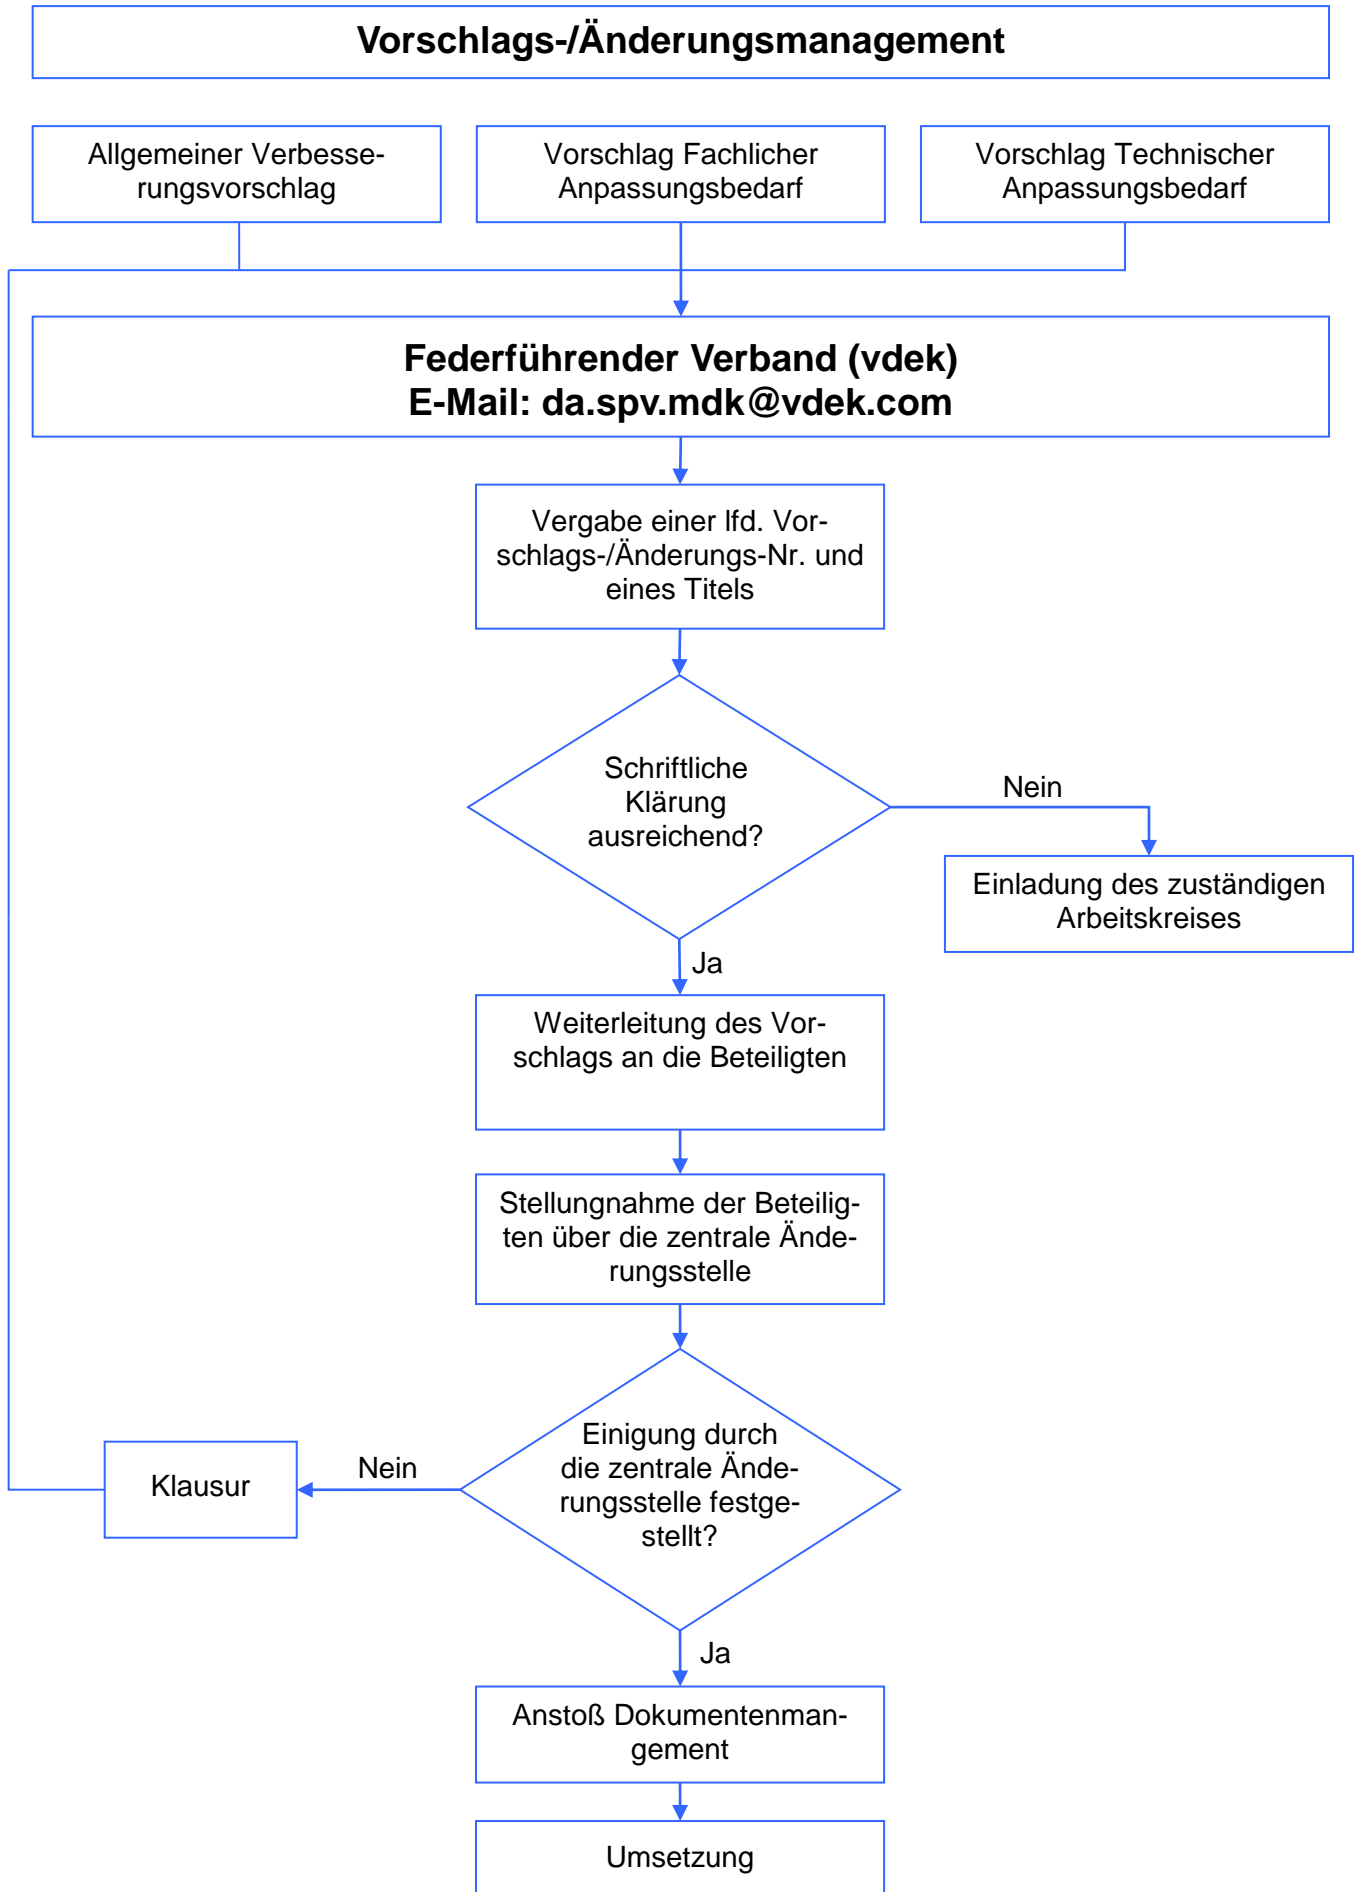 Vorschlags-/Änderungsmanagement
Allgemeiner Verbesse-
rungsvorschlag
Vorschlag Fachlicher
Anpassungsbedarf
Vorschlag Technischer
Anpassungsbedarf
Federführender Verband (vdek)
E-Mail: da.spv.mdk@vdek.com
Vergabe einer lfd. Vor-
schlags-/Änderungs-Nr. und
eines Titels
Schriftliche
Klärung
ausreichend?
Nein
Einladung des zuständigen
Arbeitskreises
Ja
Weiterleitung des Vor-
schlags an die Beteiligten
Stellungnahme der Beteilig-
ten über die zentrale Ände-
rungsstelle
Einigung durch
die zentrale Ände-
rungsstelle festge-
stellt?
Nein
Klausur
Ja
Anstoß Dokumentenman-
gement
Umsetzung